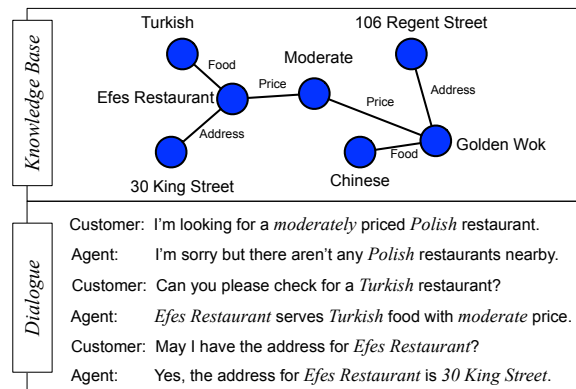 Knowledge Base
Turkish
106 Regent Street
Food
Moderate
Efes Restaurant
Price
Address
Price
Address
Food
Golden Wok
30 King Street
Chinese
Dialogue
Customer: I'm looking for a moderately priced Polish restaurant.
Agent: I'm sorry but there aren't any Polish restaurants nearby.
Customer: Can you please check for a Turkish restaurant?
Agent: Efes Restaurant serves Turkish food with moderate price.
Customer: May I have the address for Efes Restaurant?
Agent: Yes, the address for Efes Restaurant is 30 King Street.